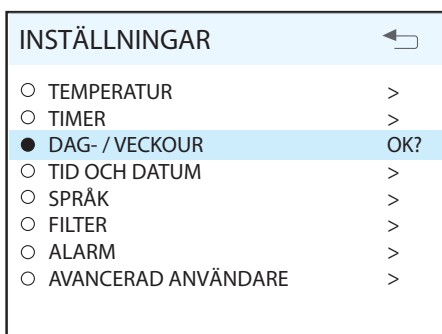 INSTÄLLNINGAR
TEMPERATUR >
TIMER >
DAG- / VECKOUR OK?
TID OCH DATUM >
SPRÅK >
FILTER >
ALARM >
AVANCERAD ANVÄNDARE >